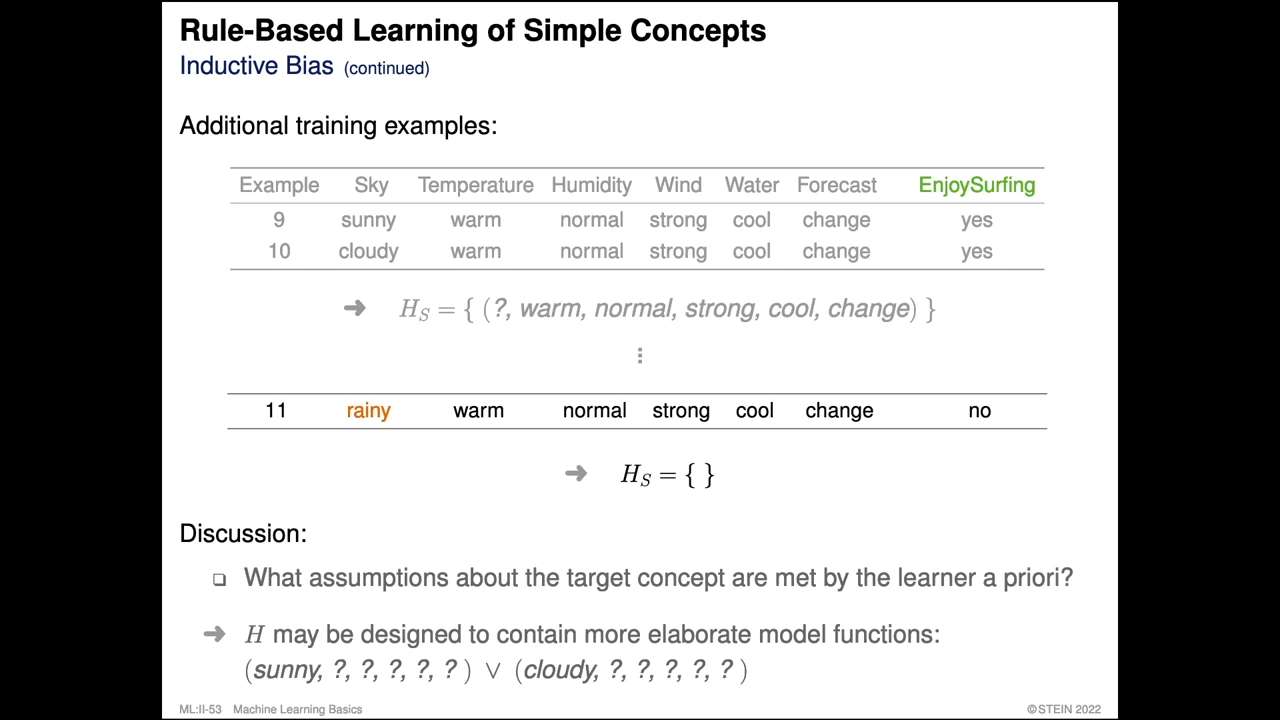 Rule-Based Learning of Simple Concepts
Inductive Bias (continued)
Additional training examples:
Example Sky Temperature Humidity Wind Water Forecast EnjoySurfing
9 sunny warm normal strong cool change yes
10 cloudy warm normal strong cool change yes
➜ H_S = { (?, warm, normal, strong, cool, change) }
⋮
11 rainy warm normal strong cool change no
➜ H_S = { }
Discussion:
❑ What assumptions about the target concept are met by the learner a priori?
➜ H may be designed to contain more elaborate model functions:
(sunny, ?, ?, ?, ?, ? ) ∨ (cloudy, ?, ?, ?, ?, ? )
ML:II-53 Machine Learning Basics ©STEIN 2022